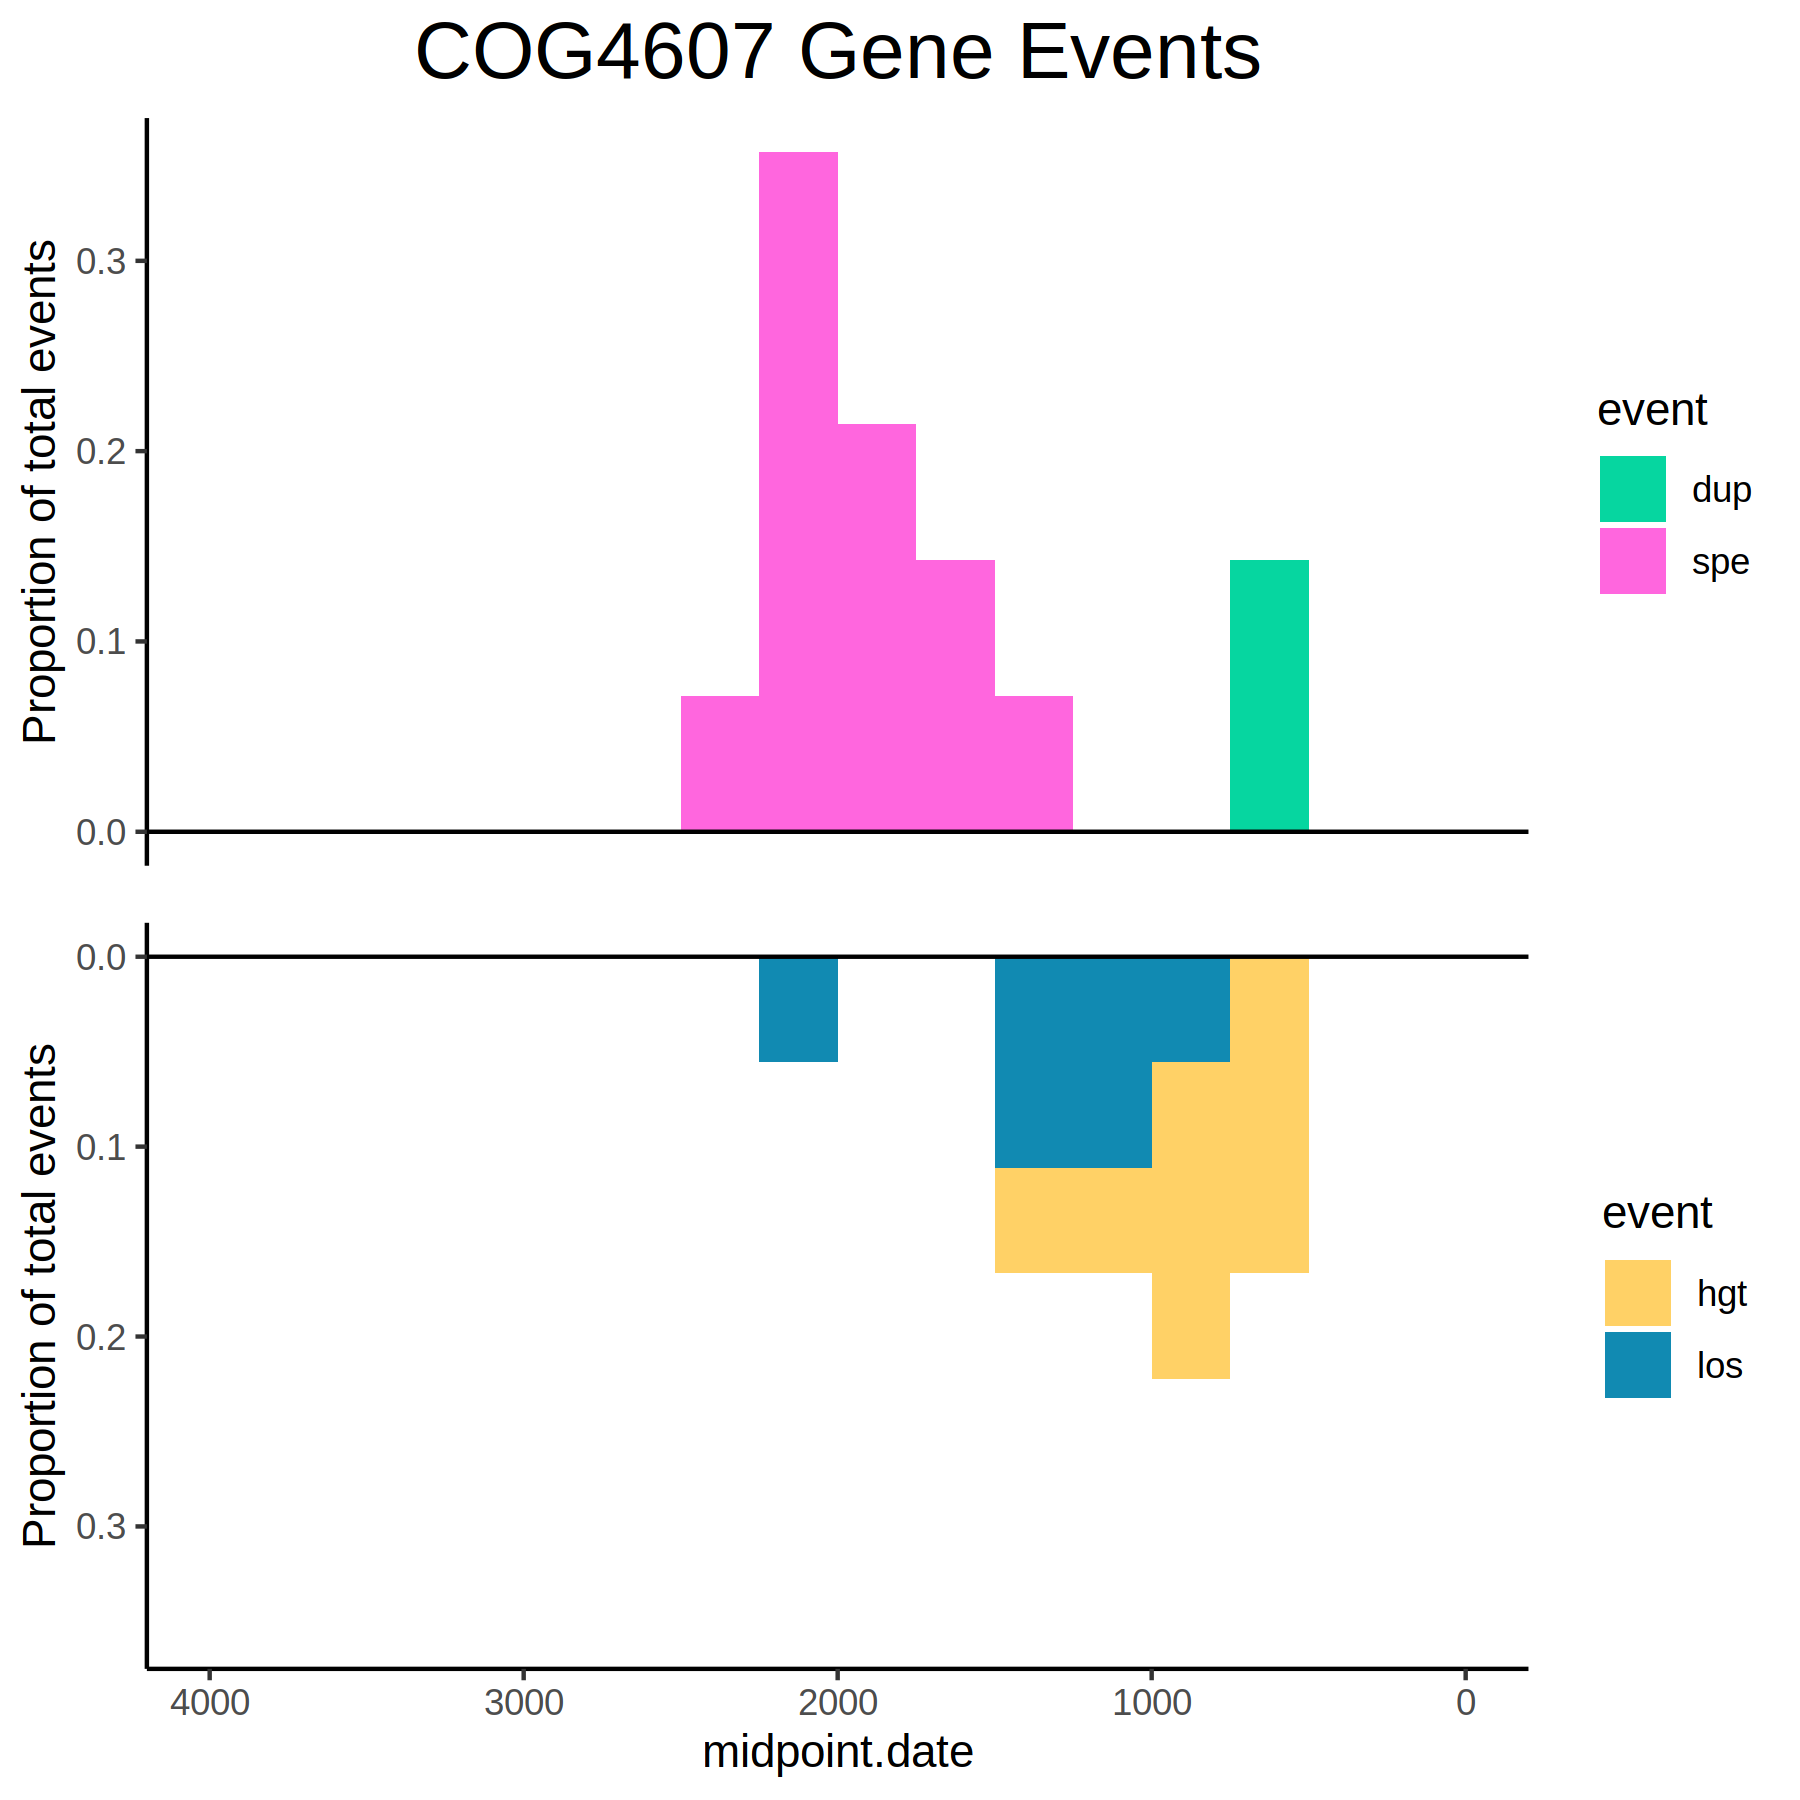 COG4607 Gene Events
Proportion of total events
0.3
0.2
0.1
0.0
event
dup
spe
Proportion of total events
0.0
0.1
0.2
0.3
event
hgt
los
4000 3000 2000 1000 0
midpoint.date